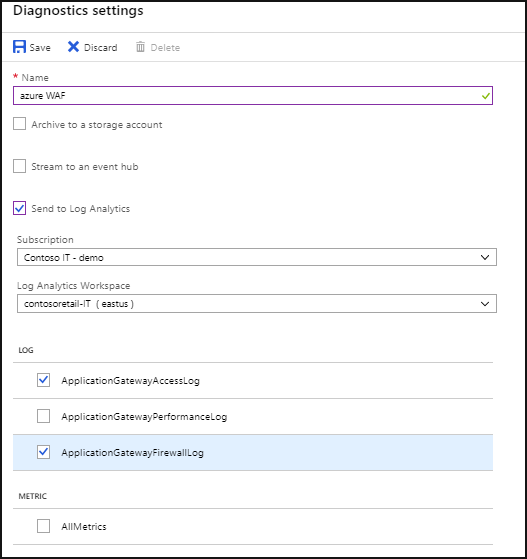 Diagnostics settings
Save Discard Delete
* Name
azure WAF
Archive to a storage account
Stream to an event hub
Send to Log Analytics
Subscription
Contoso IT - demo
Log Analytics Workspace
contosoretail-IT ( eastus )
LOG
ApplicationGatewayAccessLog
ApplicationGatewayPerformanceLog
ApplicationGatewayFirewallLog
METRIC
AllMetrics